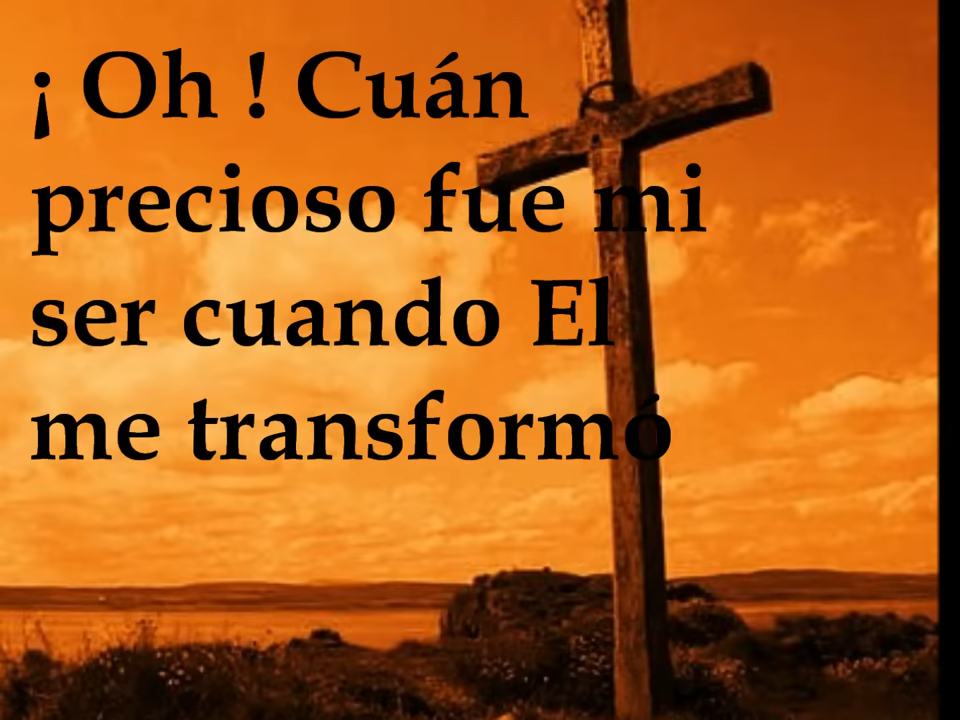 ¡ Oh ! Cuán
precioso fue mi
ser cuando El
me transformó